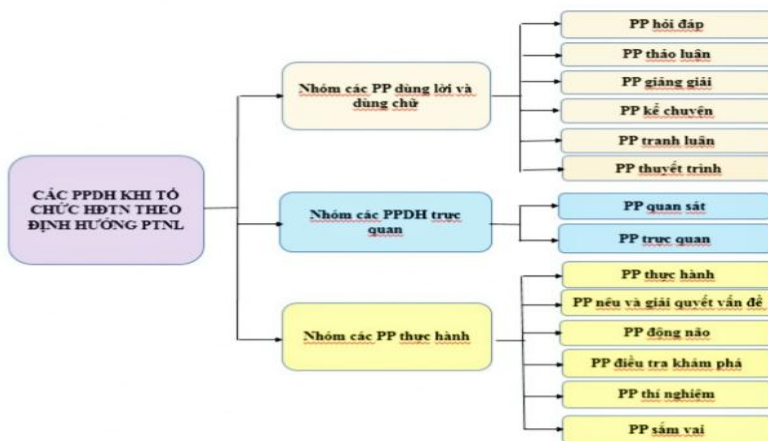 CÁC PPDH KHI TỔ
CHỨC HĐTN THEO
ĐỊNH HƯỚNG PTNL
Nhóm các PP dùng lời và
dùng chữ
PP hỏi đáp
PP thảo luận
PP giảng giải
PP kể chuyện
PP tranh luận
PP thuyết trình
Nhóm các PPDH trực
quan
PP quan sát
PP trực quan
Nhóm các PP thực hành
PP thực hành
PP nêu và giải quyết vấn đề
PP động não
PP điều tra khám phá
PP thí nghiệm
PP sắm vai